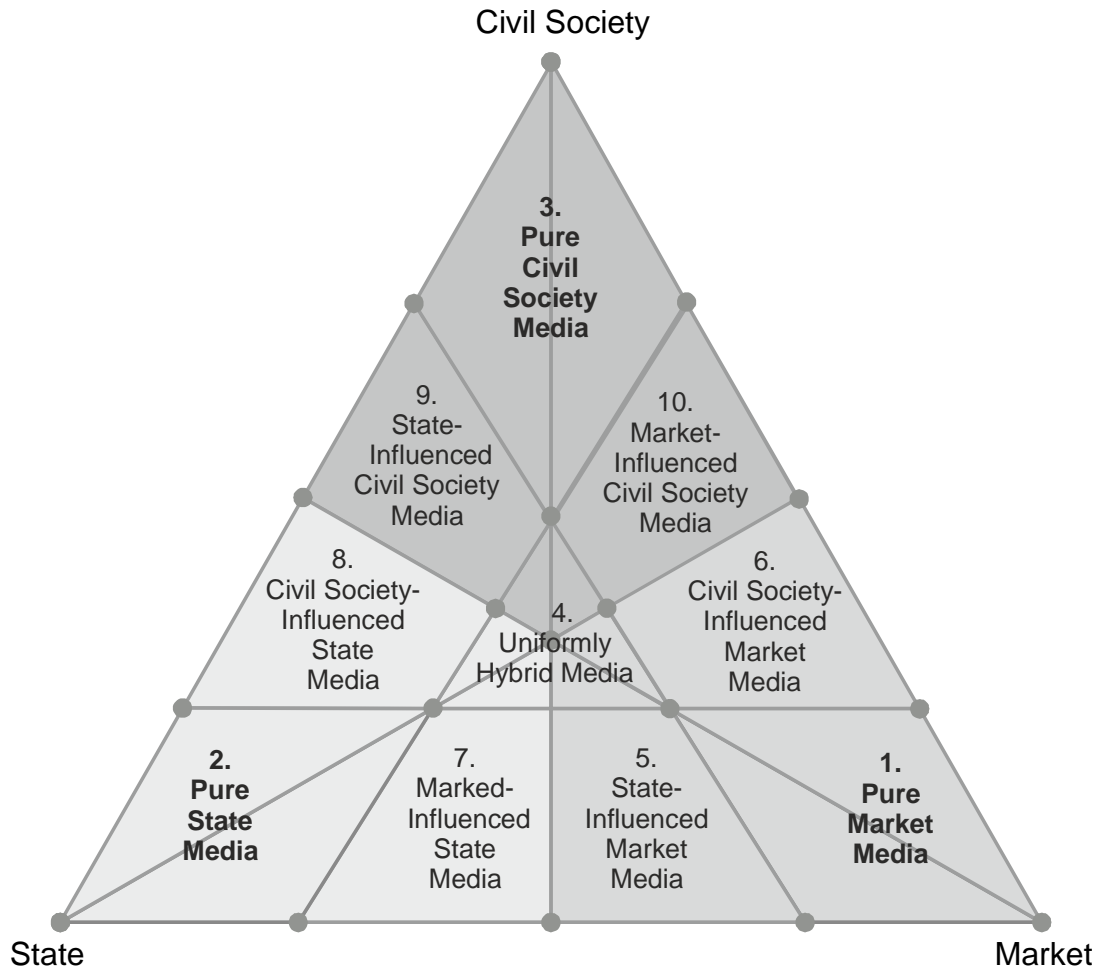 Civil Society
3.
Pure
Civil
Society
Media
9.
State-
Influenced
Civil Society
Media
10.
Market-
Influenced
Civil Society
Media
8.
Civil Society-
Influenced
State
Media
4.
Uniformly
Hybrid Media
6.
Civil Society-
Influenced
Market
Media
2.
Pure
State
Media
7.
Marked-
Influenced
State
Media
5.
State-
Influenced
Market
Media
1.
Pure
Market
Media
State
Market